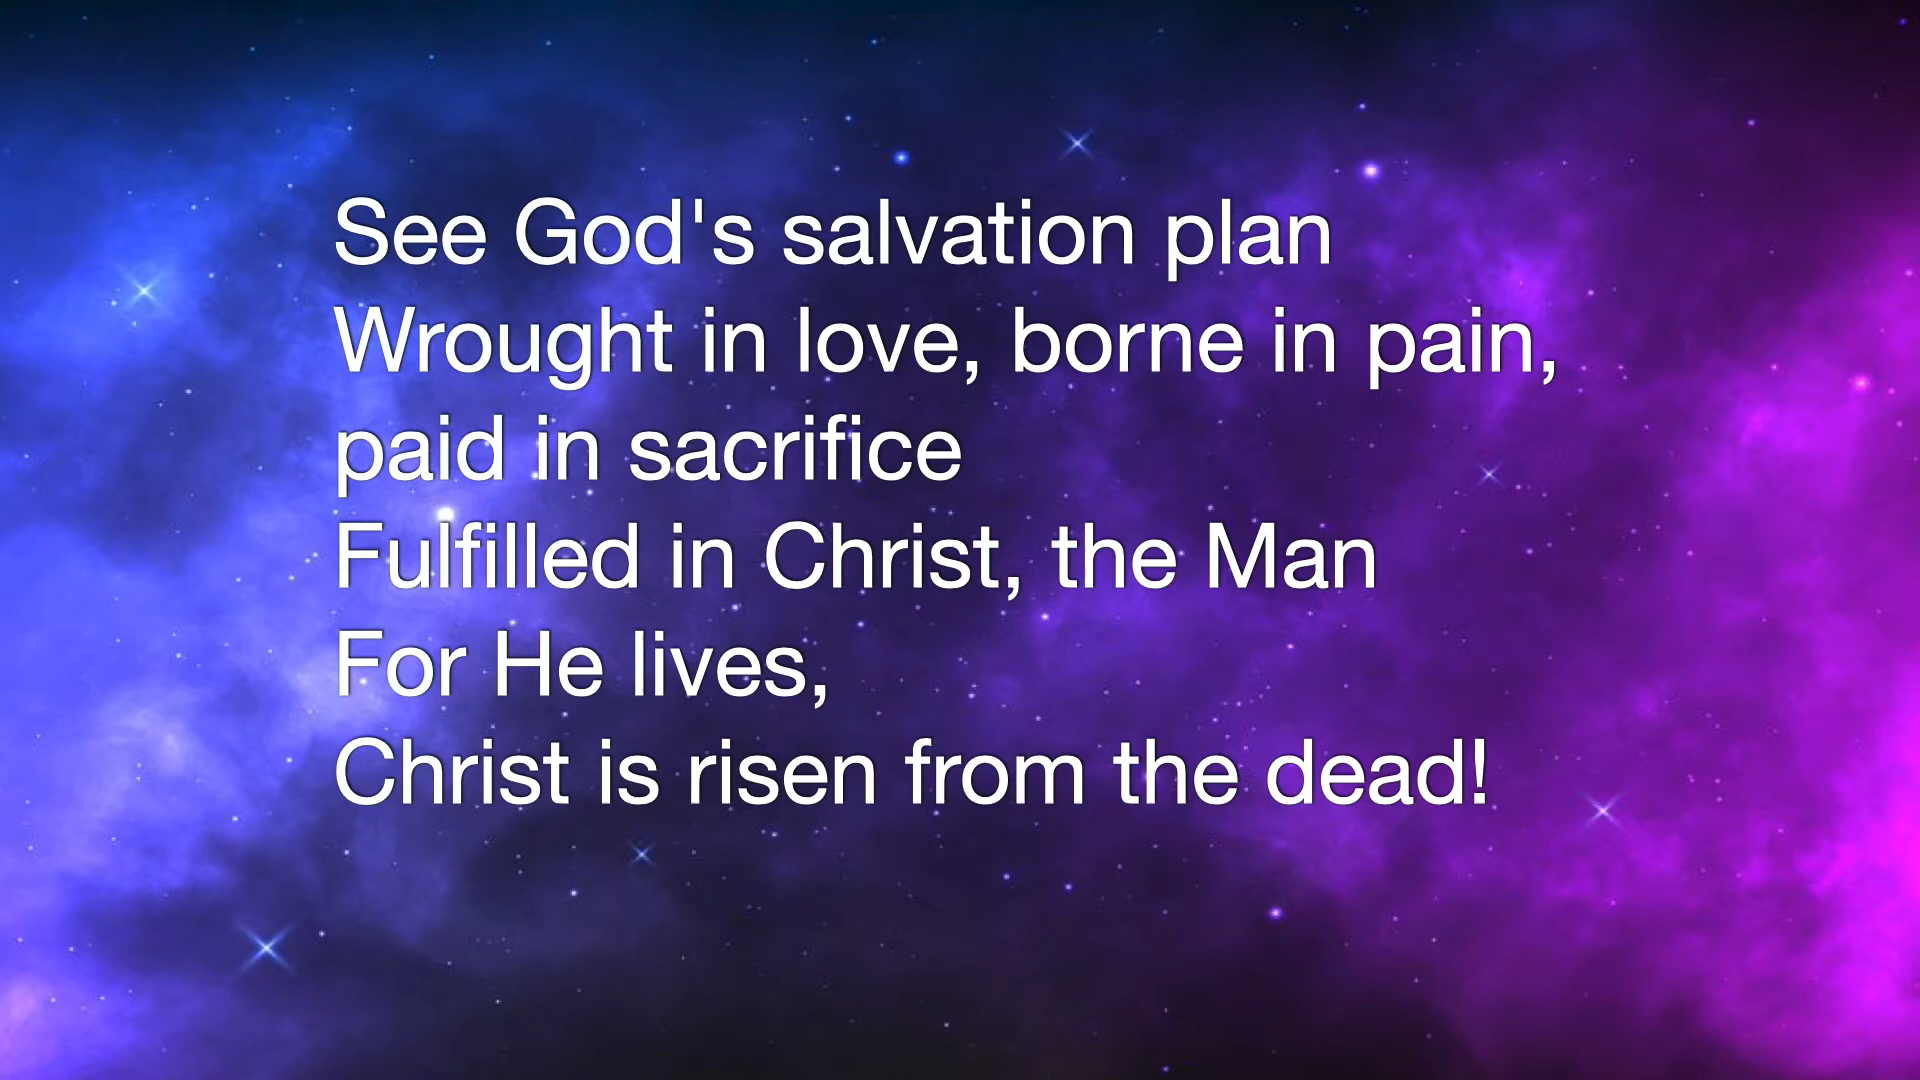 See God's salvation plan
Wrought in love, borne in pain,
paid in sacrifice
Fulfilled in Christ, the Man
For He lives,
Christ is risen from the dead!